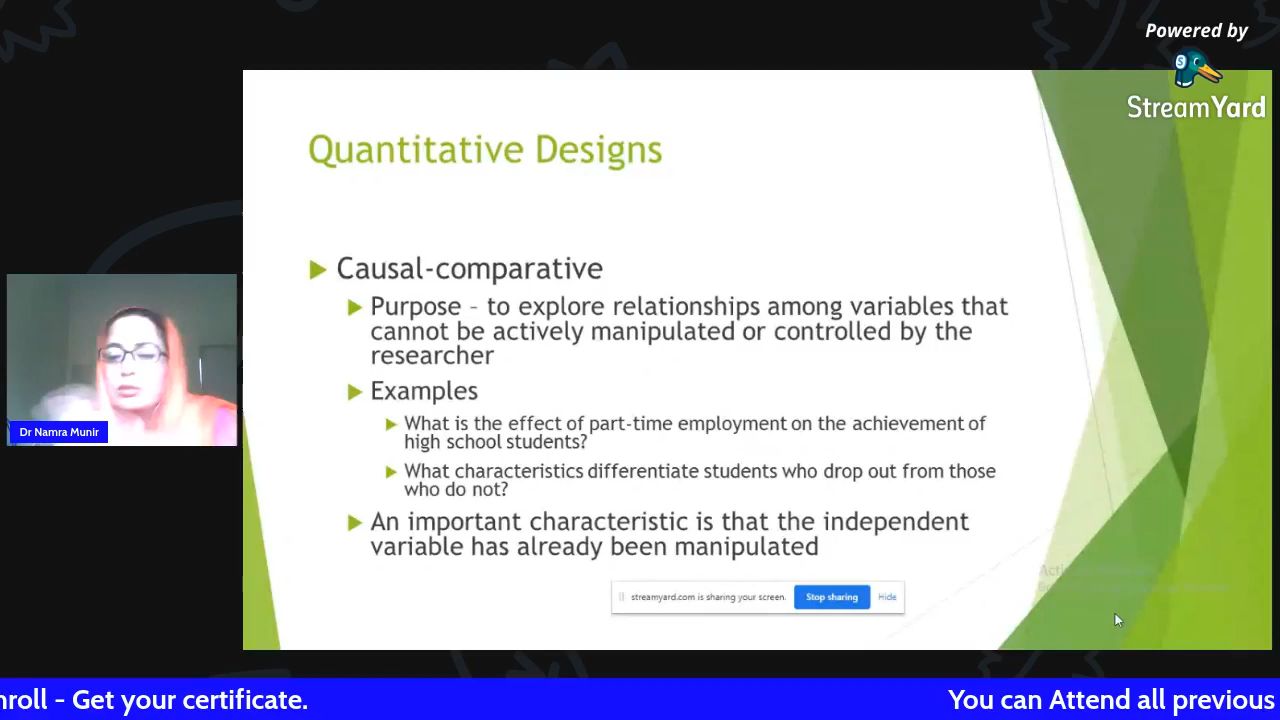 Powered by
StreamYard
Quantitative Designs
Causal-comparative
Purpose – to explore relationships among variables that
cannot be actively manipulated or controlled by the
researcher
Examples
What is the effect of part-time employment on the achievement of
high school students?
What characteristics differentiate students who drop out from those
who do not?
An important characteristic is that the independent
variable has already been manipulated
streamyard.com is sharing your screen. Stop sharing Hide
Dr Namra Munir
nroll - Get your certificate. You can Attend all previous